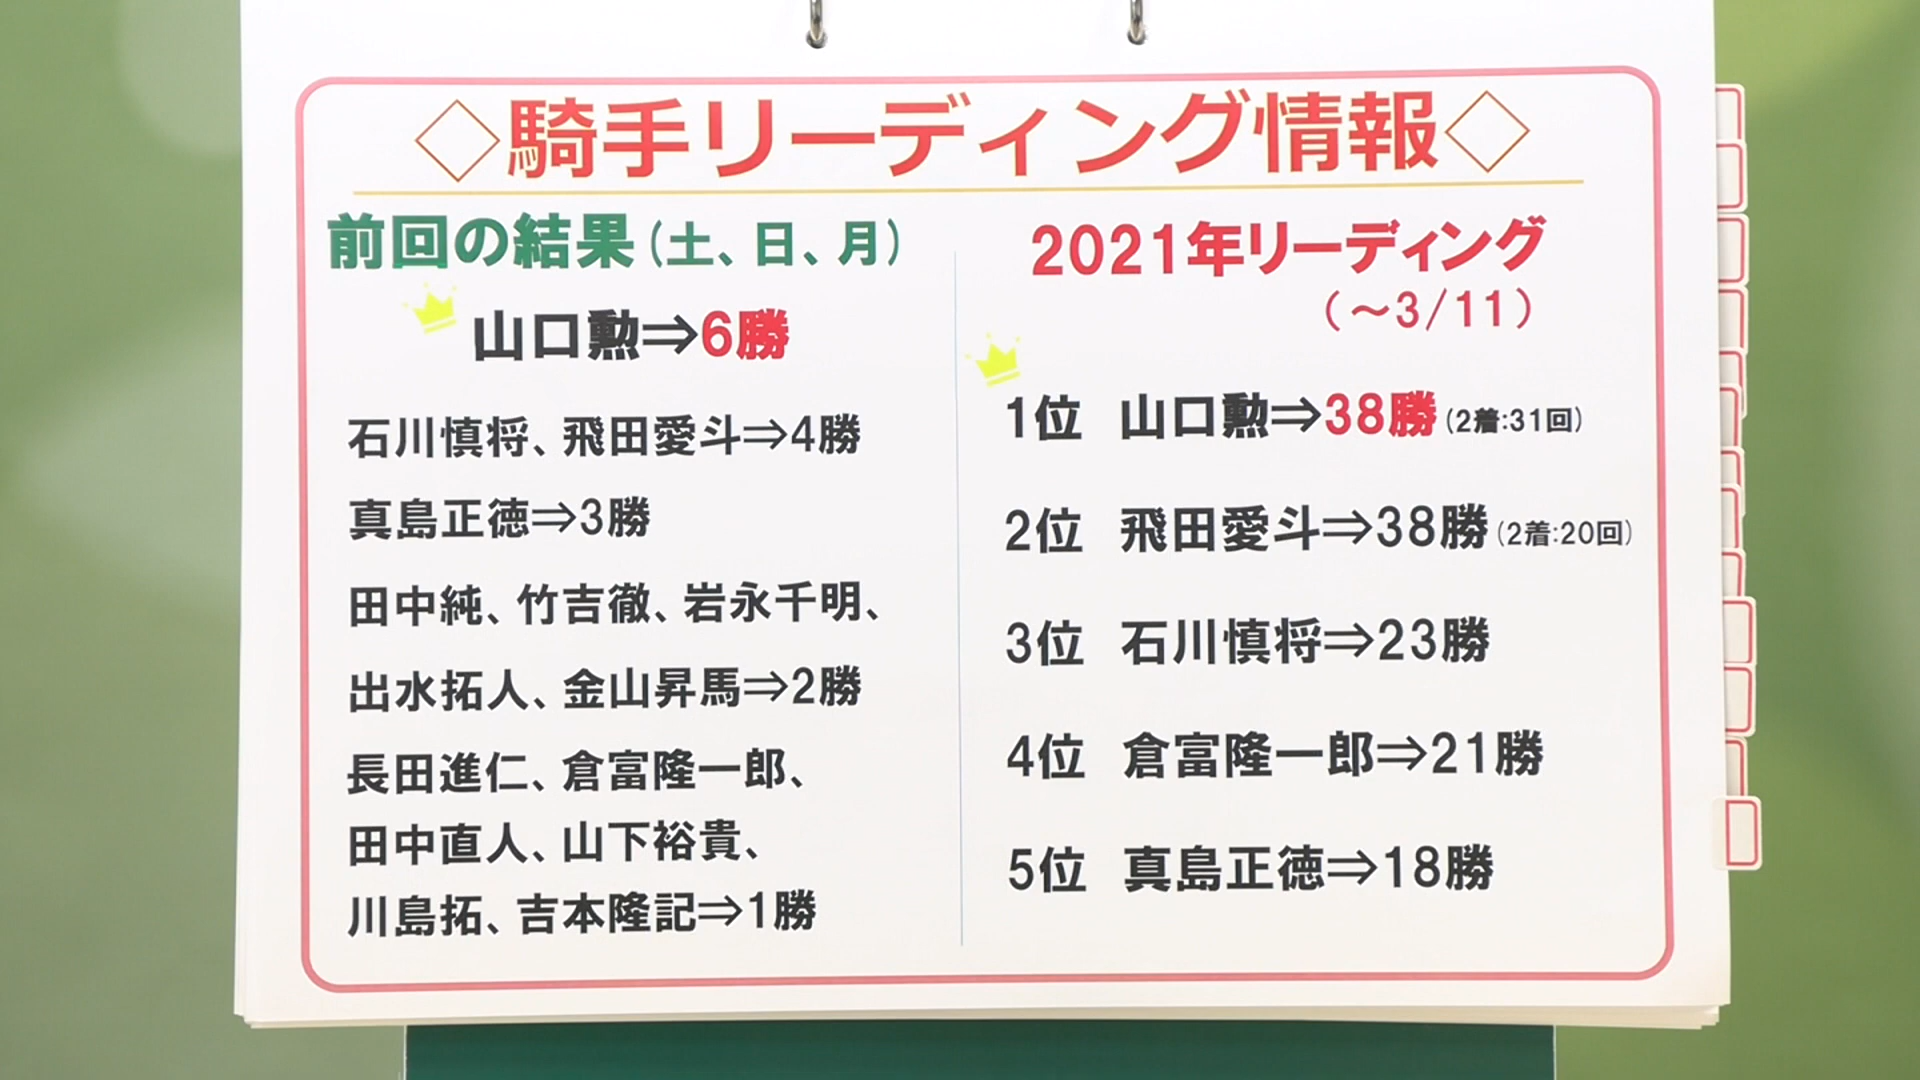 ◇騎手リーディング情報◇
前回の結果(土、日、月)
山口勲⇒6勝
石川慎将、飛田愛斗⇒4勝
真島正徳⇒3勝
田中純、竹吉徹、岩永千明、
出水拓人、金山昇馬⇒2勝
長田進仁、倉富隆一郎、
田中直人、山下裕貴、
川島拓、吉本隆記⇒1勝
2021年リーディング
(～3/11)
1位 山口勲⇒38勝(2着:31回)
2位 飛田愛斗⇒38勝(2着:20回)
3位 石川慎将⇒23勝
4位 倉富隆一郎⇒21勝
5位 真島正徳⇒18勝